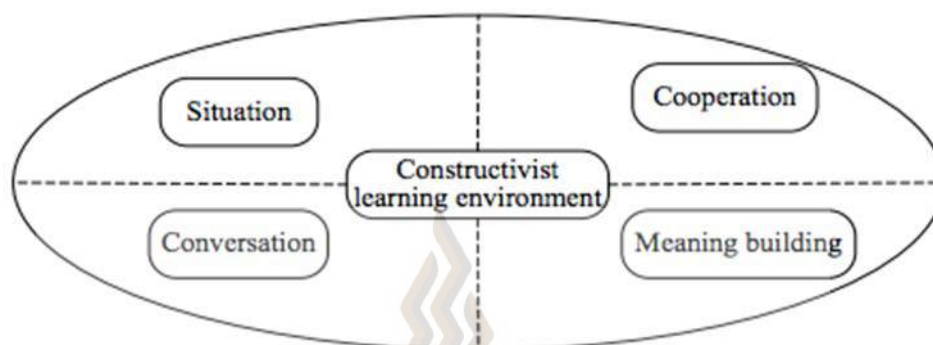 Situation
Cooperation
Constructivist
learning environment
Conversation
Meaning building